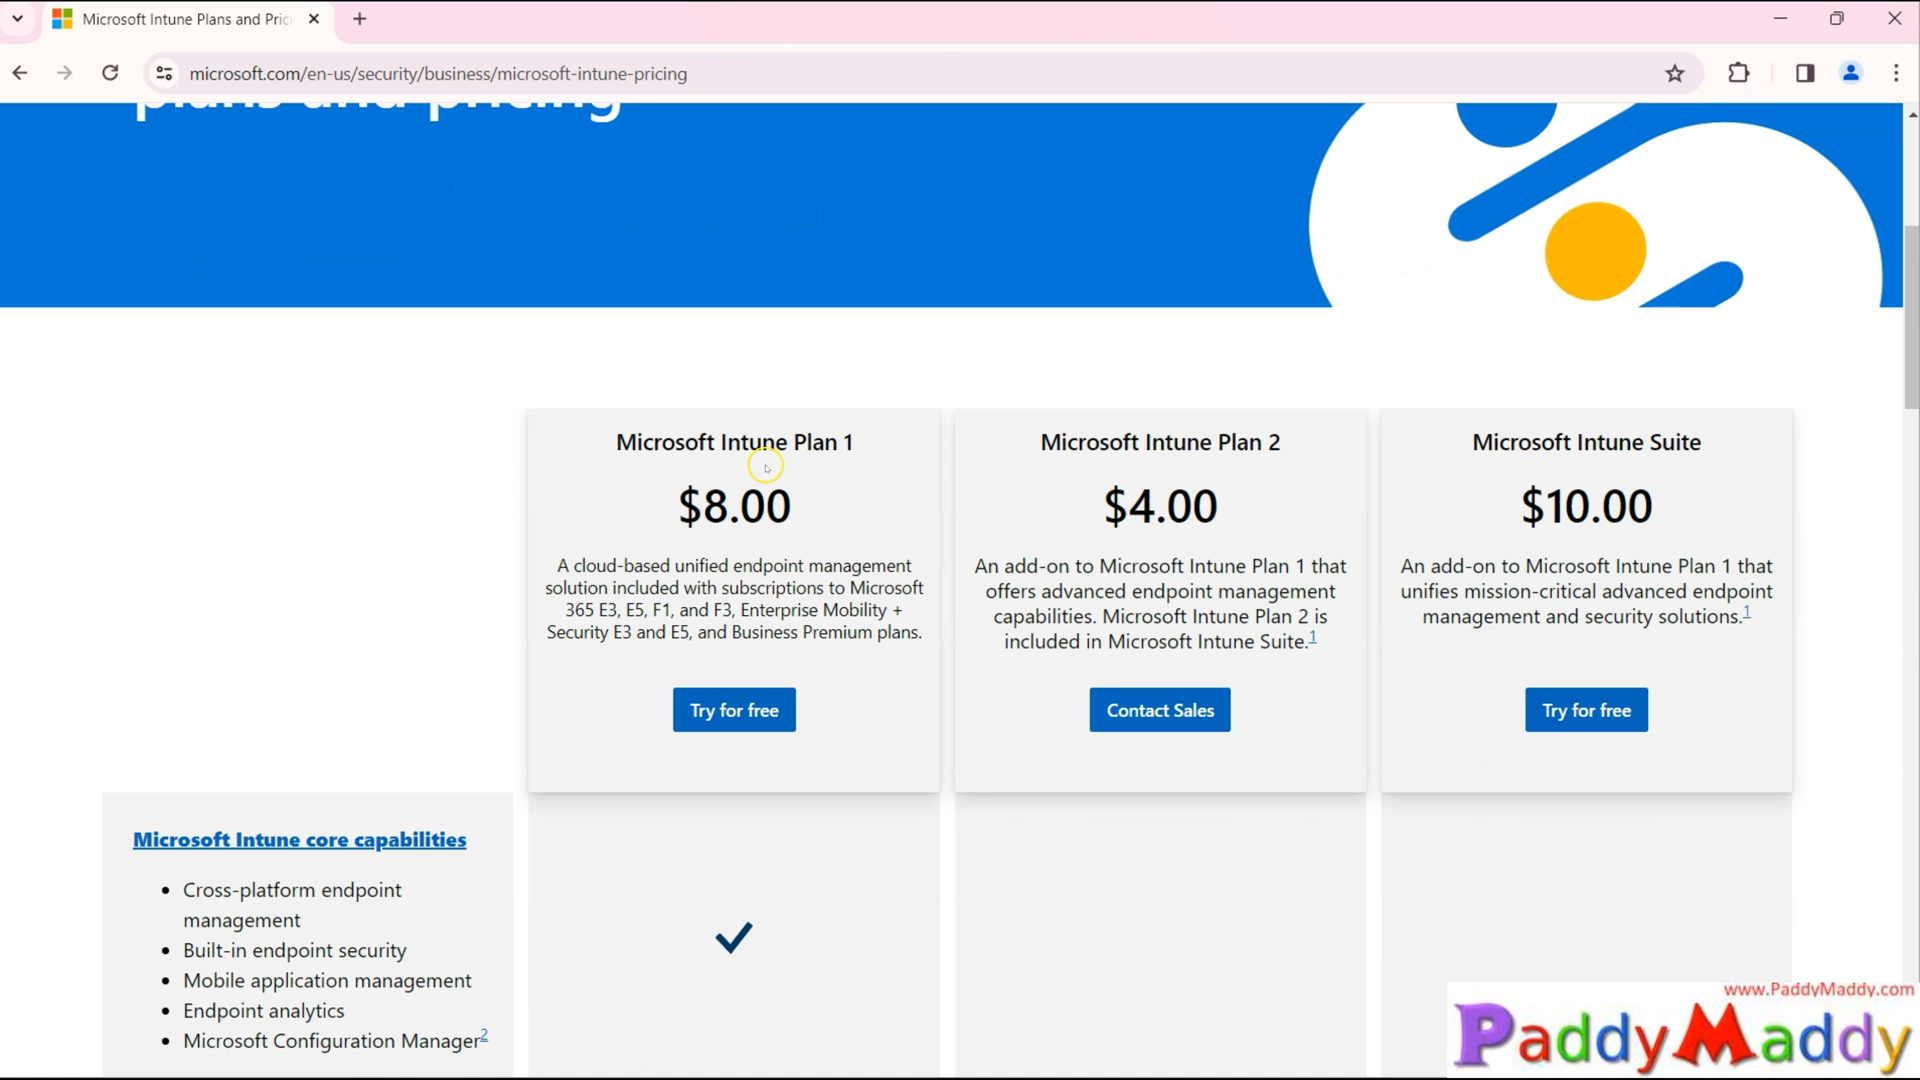 Microsoft Intune Plans and Pric
microsoft.com/en-us/security/business/microsoft-intune-pricing
plans and pricing
Microsoft Intune Plan 1
$8.00
A cloud-based unified endpoint management
solution included with subscriptions to Microsoft
365 E3, E5, F1, and F3, Enterprise Mobility +
Security E3 and E5, and Business Premium plans.
Try for free
Microsoft Intune Plan 2
$4.00
An add-on to Microsoft Intune Plan 1 that
offers advanced endpoint management
capabilities. Microsoft Intune Plan 2 is
included in Microsoft Intune Suite.1
Contact Sales
Microsoft Intune Suite
$10.00
An add-on to Microsoft Intune Plan 1 that
unifies mission-critical advanced endpoint
management and security solutions.1
Try for free
Microsoft Intune core capabilities
• Cross-platform endpoint
management
• Built-in endpoint security
• Mobile application management
• Endpoint analytics
• Microsoft Configuration Manager2
www.PaddyMaddy.com
PaddyMaddy